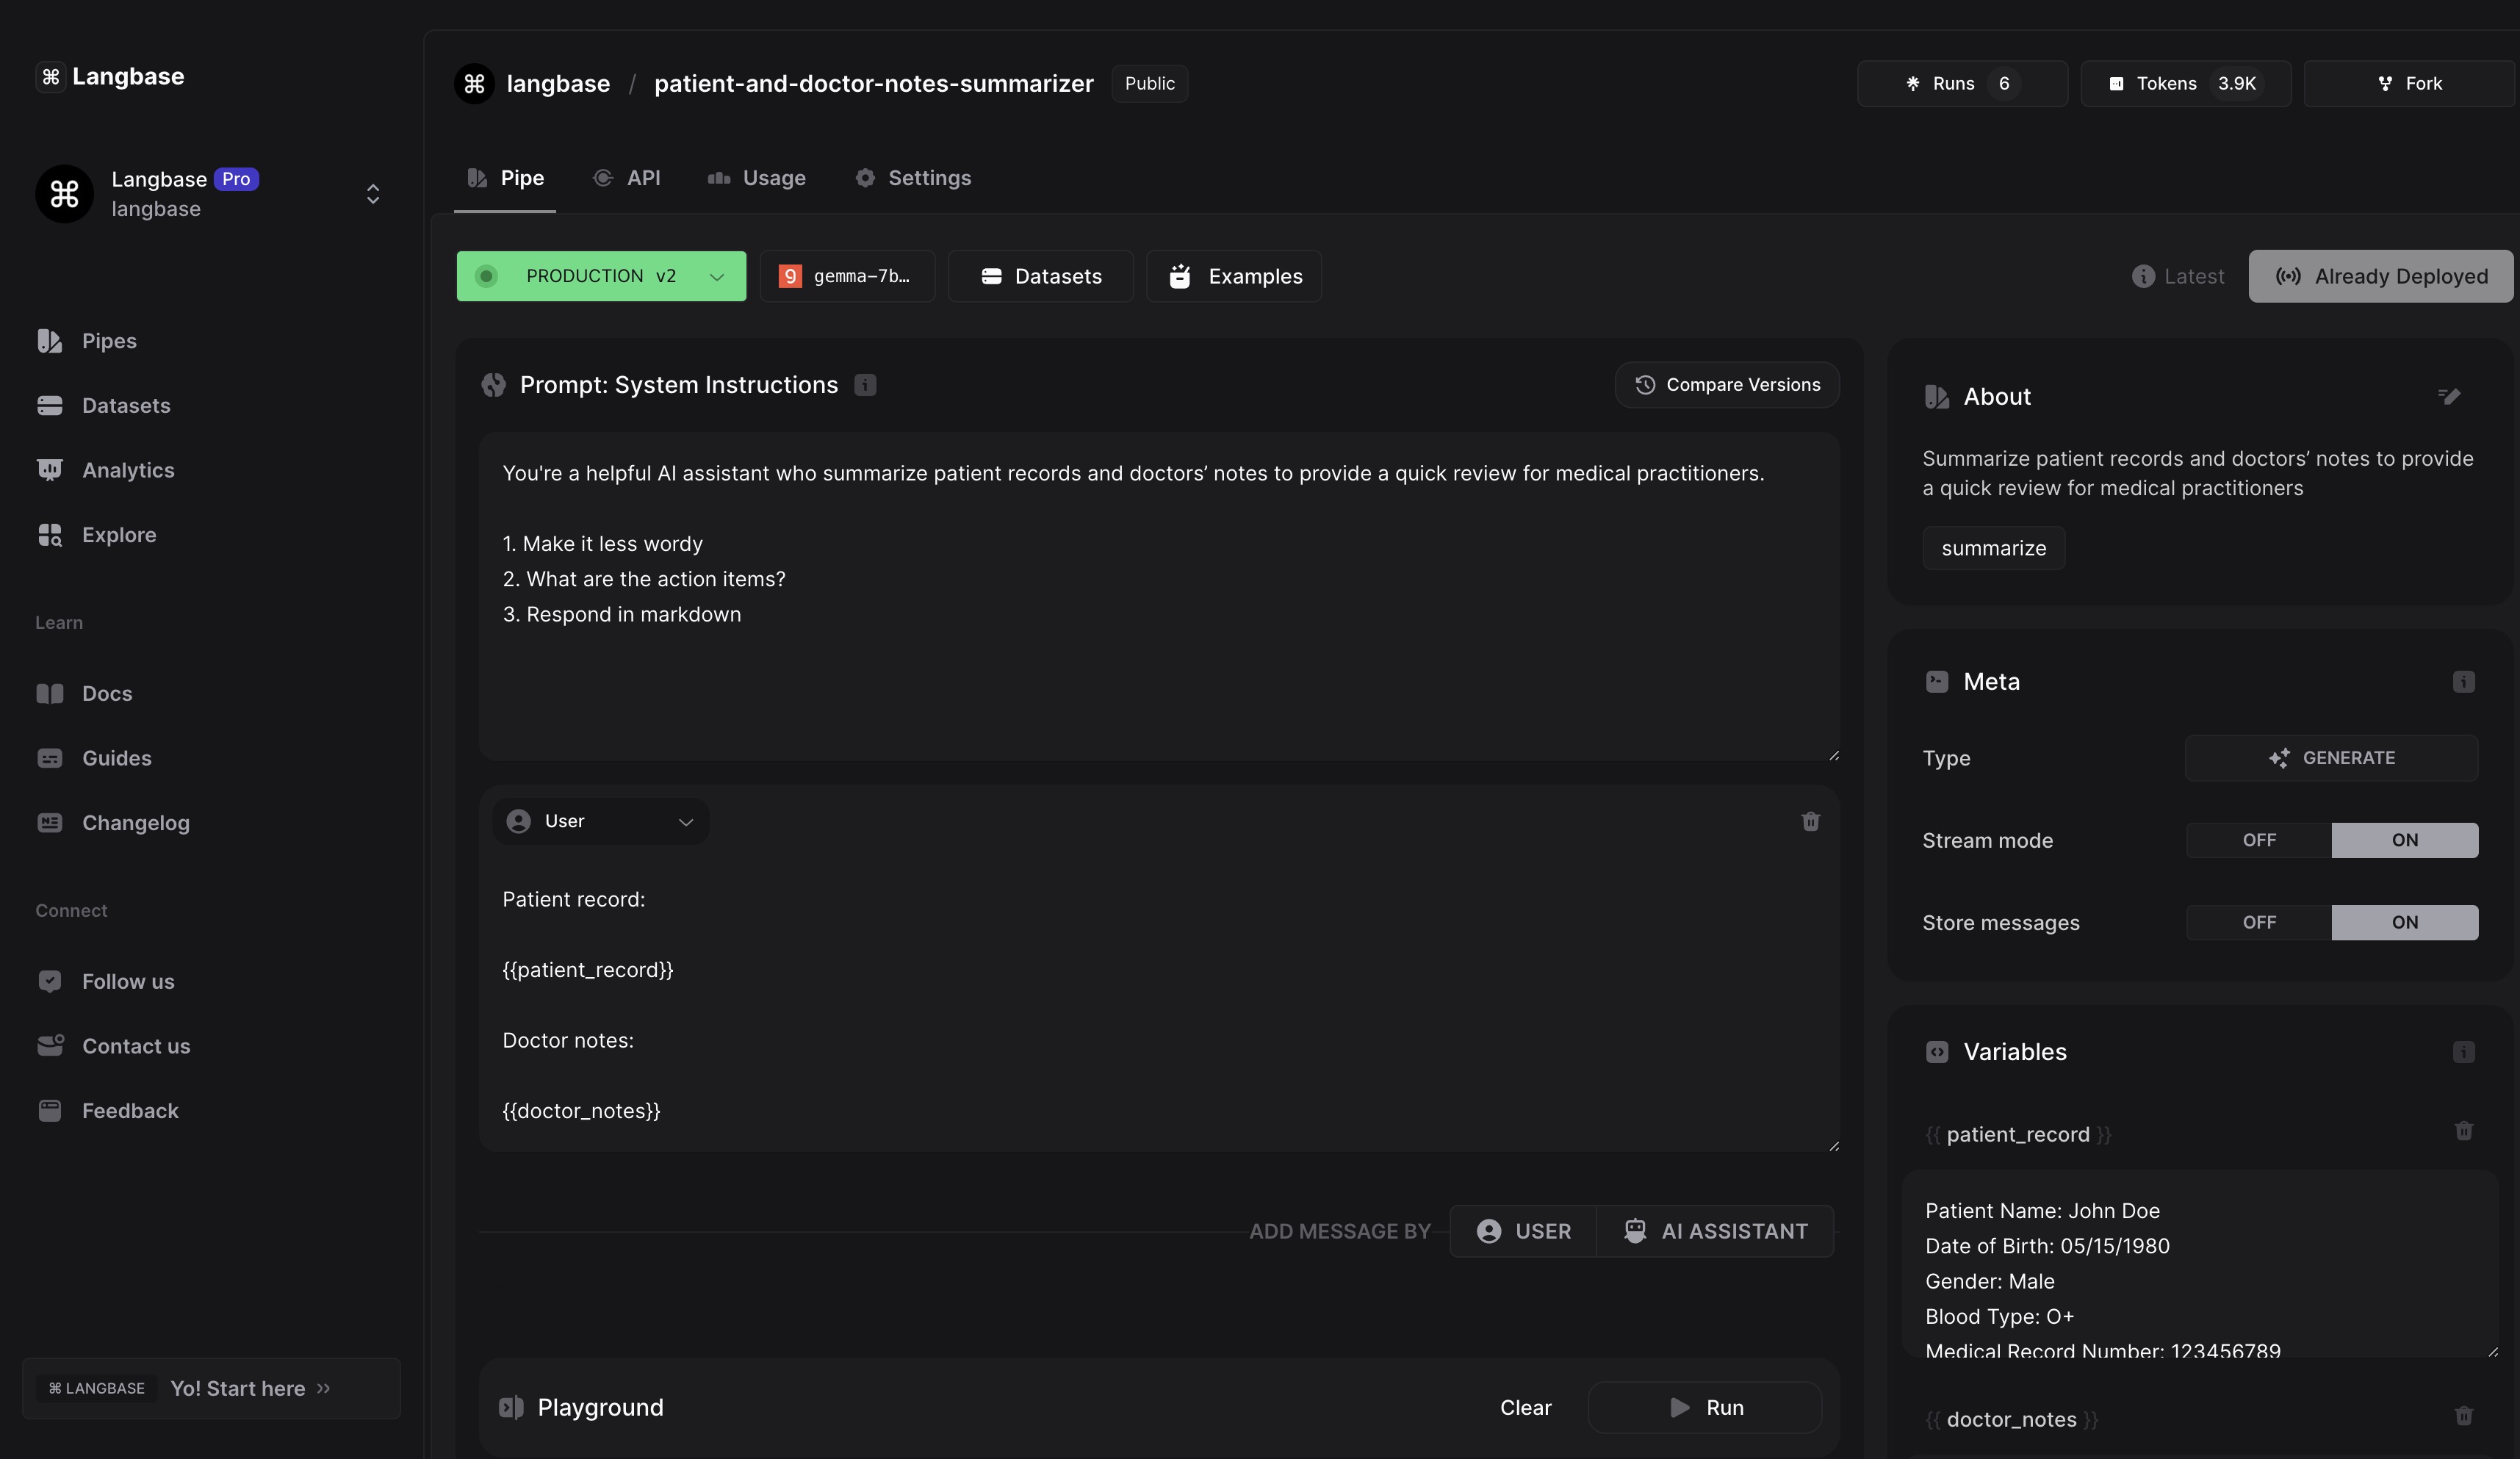 ⌘ Langbase
Langbase Pro
langbase
Pipes
Datasets
Analytics
Explore
Learn
Docs
Guides
Changelog
Connect
Follow us
Contact us
Feedback
⌘ LANGBASE Yo! Start here »
langbase / patient-and-doctor-notes-summarizer Public
Runs 6
Tokens 3.9K
Fork
Pipe
API
Usage
Settings
PRODUCTION v2
g gemma-7b…
Datasets
Examples
Latest
Already Deployed
Prompt: System Instructions
Compare Versions
You're a helpful AI assistant who summarize patient records and doctors’ notes to provide a quick review for medical practitioners.
1. Make it less wordy
2. What are the action items?
3. Respond in markdown
User
Patient record:
{{patient_record}}
Doctor notes:
{{doctor_notes}}
ADD MESSAGE BY USER AI ASSISTANT
Playground
Clear
Run
About
Summarize patient records and doctors’ notes to provide
a quick review for medical practitioners
summarize
Meta
Type GENERATE
Stream mode OFF ON
Store messages OFF ON
Variables
{{ patient_record }}
Patient Name: John Doe
Date of Birth: 05/15/1980
Gender: Male
Blood Type: O+
Medical Record Number: 123456789
{{ doctor_notes }}